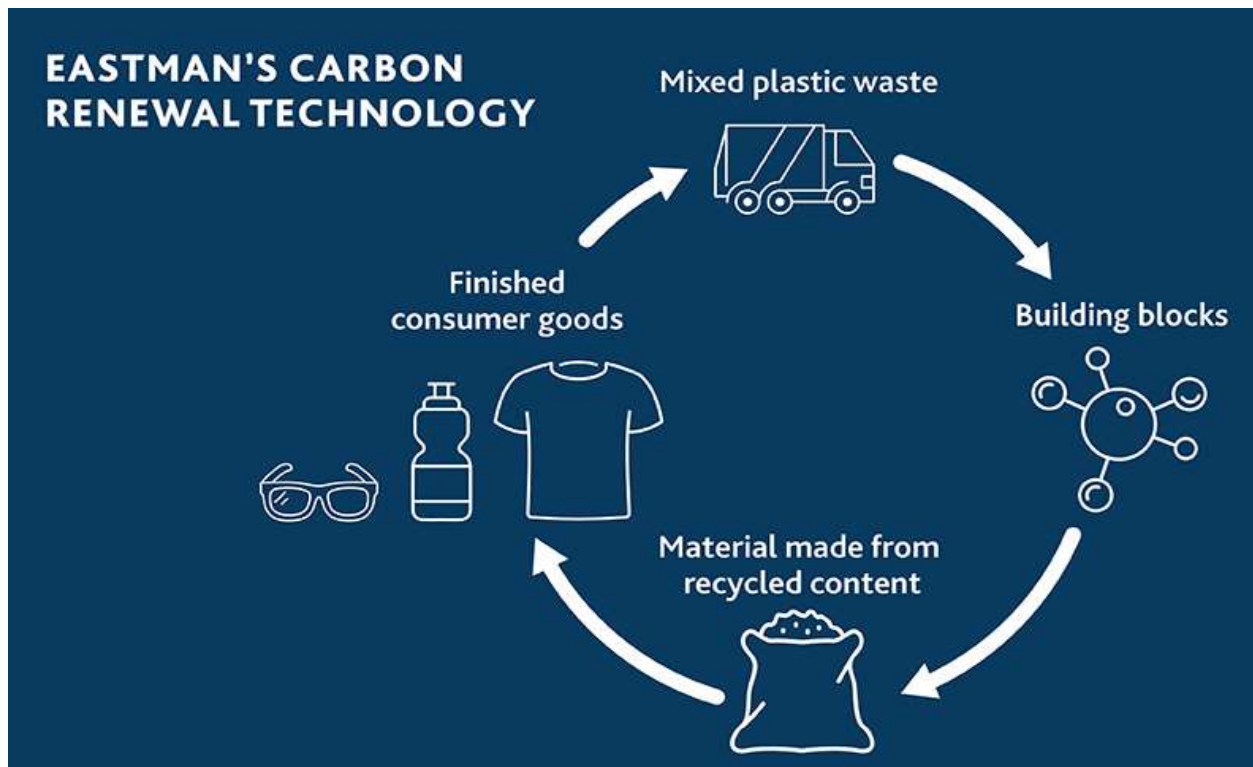 EASTMAN'S CARBON
RENEWAL TECHNOLOGY
Mixed plastic waste
Building blocks
Material made from
recycled content
Finished
consumer goods